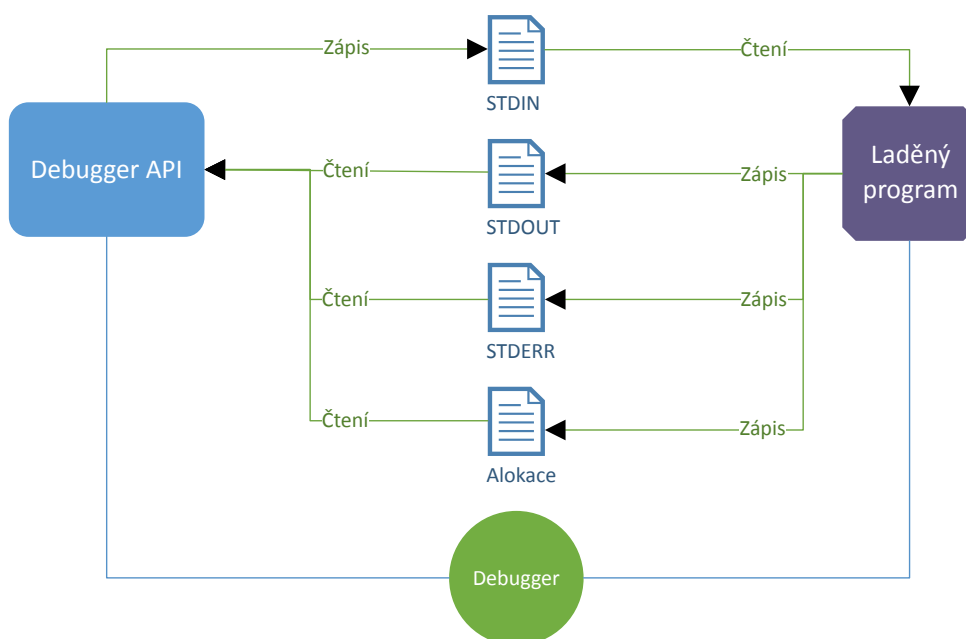 Zápis
Čtení
STDIN
Debugger API
Čtení
Zápis
Laděný
program
STDOUT
Čtení
Zápis
STDERR
Čtení
Zápis
Alokace
Debugger